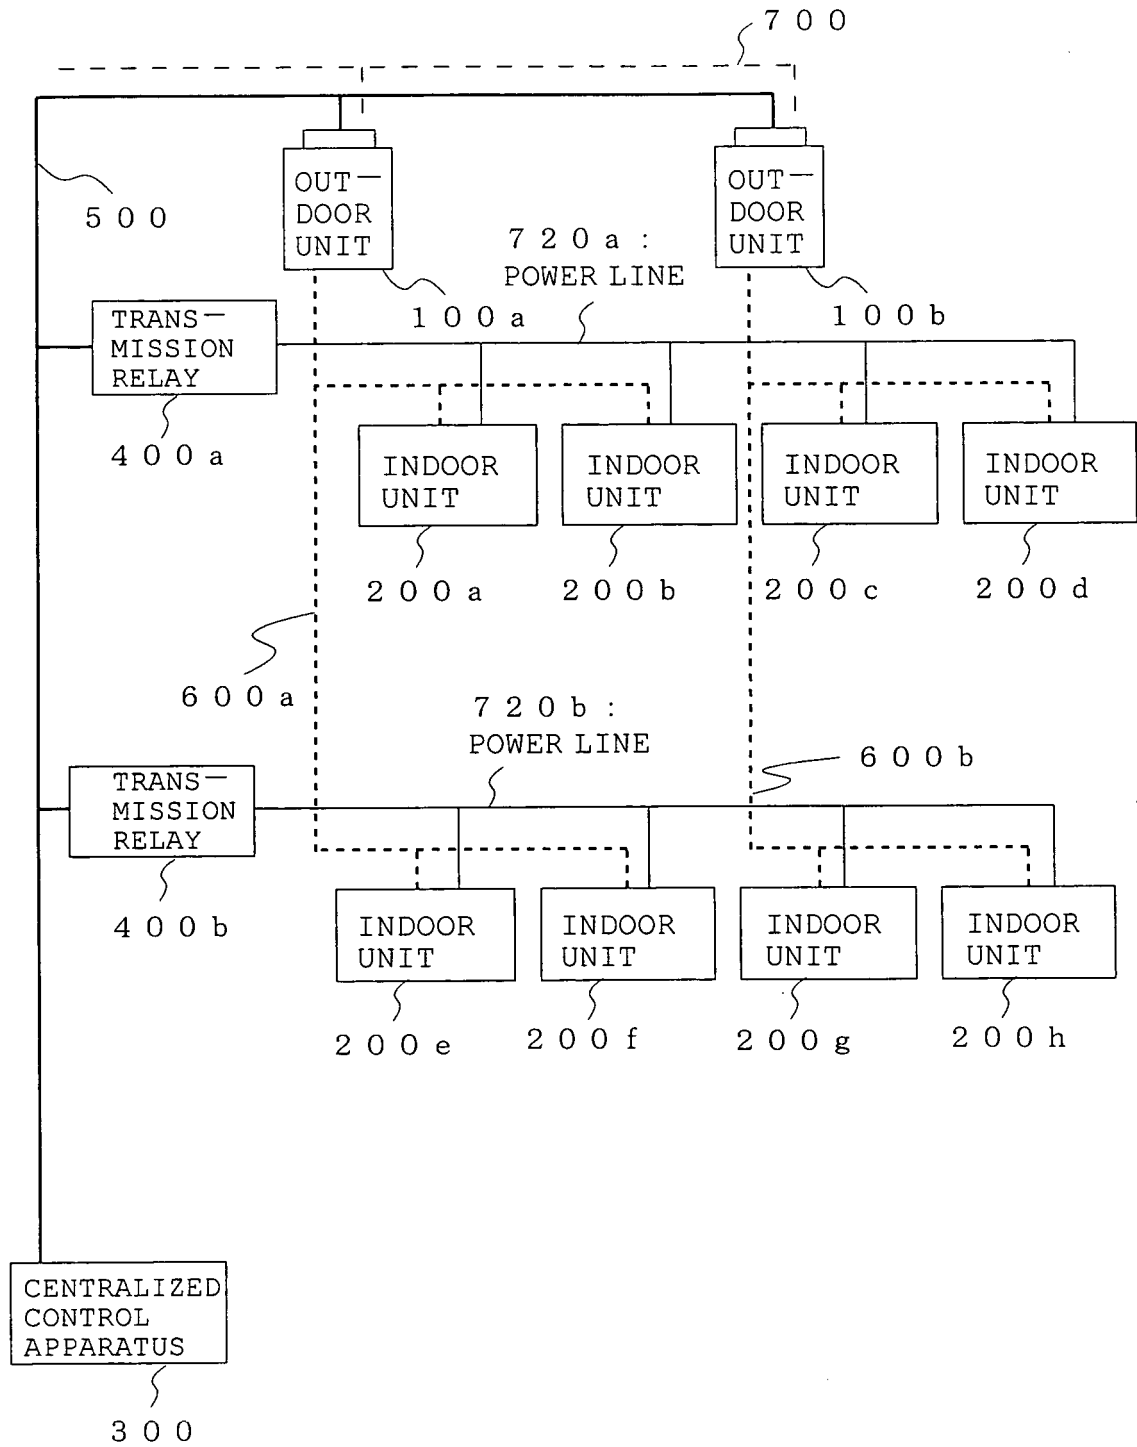 700
OUT-
DOOR
UNIT
OUT-
DOOR
UNIT
500
720a:
POWER LINE
100a
100b
TRANS-
MISSION
RELAY
400a
INDOOR
UNIT
INDOOR
UNIT
INDOOR
UNIT
INDOOR
UNIT
200a
200b
200c
200d
600a
720b:
POWER LINE
600b
TRANS-
MISSION
RELAY
400b
INDOOR
UNIT
INDOOR
UNIT
INDOOR
UNIT
INDOOR
UNIT
200e
200f
200g
200h
CENTRALIZED
CONTROL
APPARATUS
300